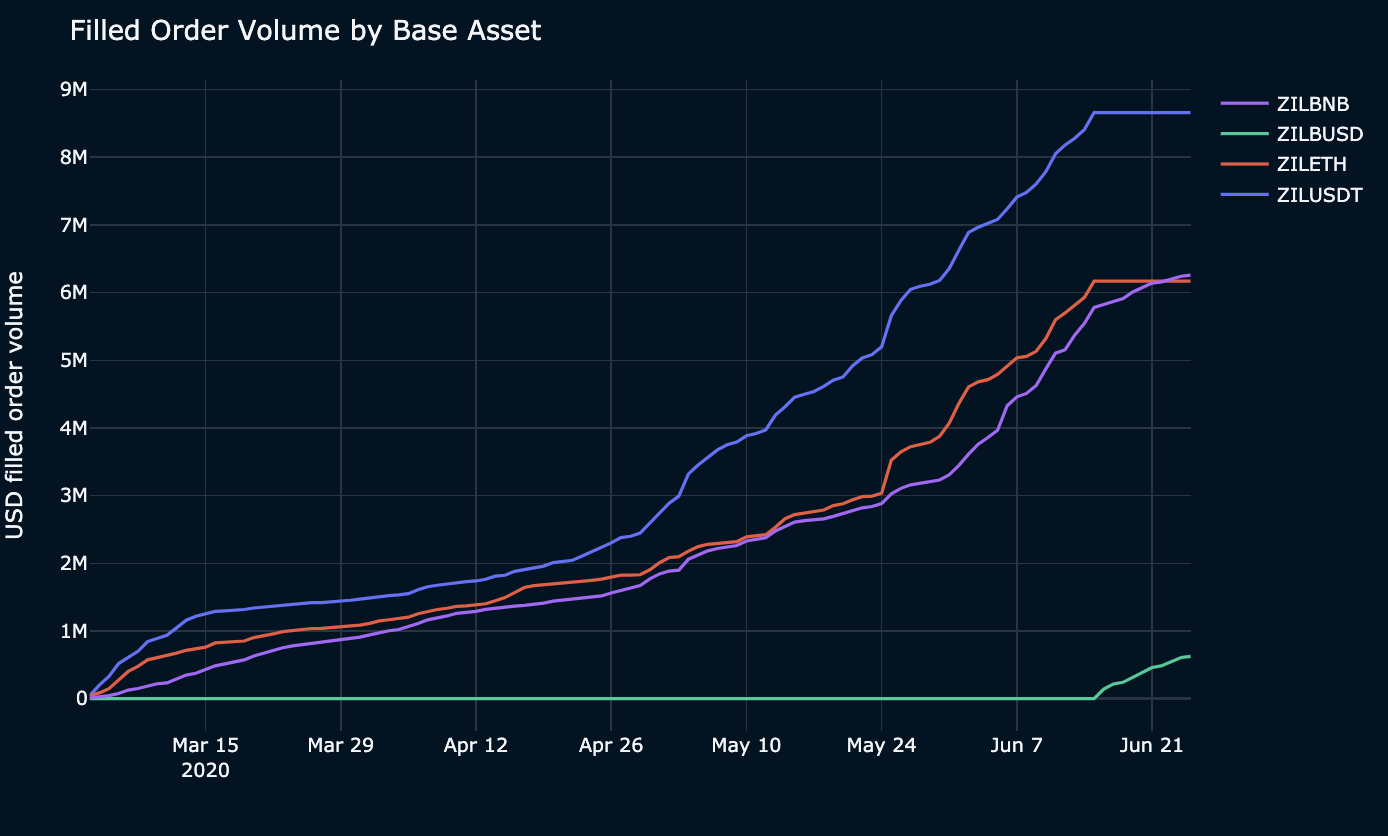 Filled Order Volume by Base Asset
9M
8M
7M
6M
5M
4M
3M
2M
1M
0
USD filled order volume
Mar 15
2020
Mar 29
Apr 12
Apr 26
May 10
May 24
Jun 7
Jun 21
ZILBNB
ZILBUSD
ZILETH
ZILUSDT